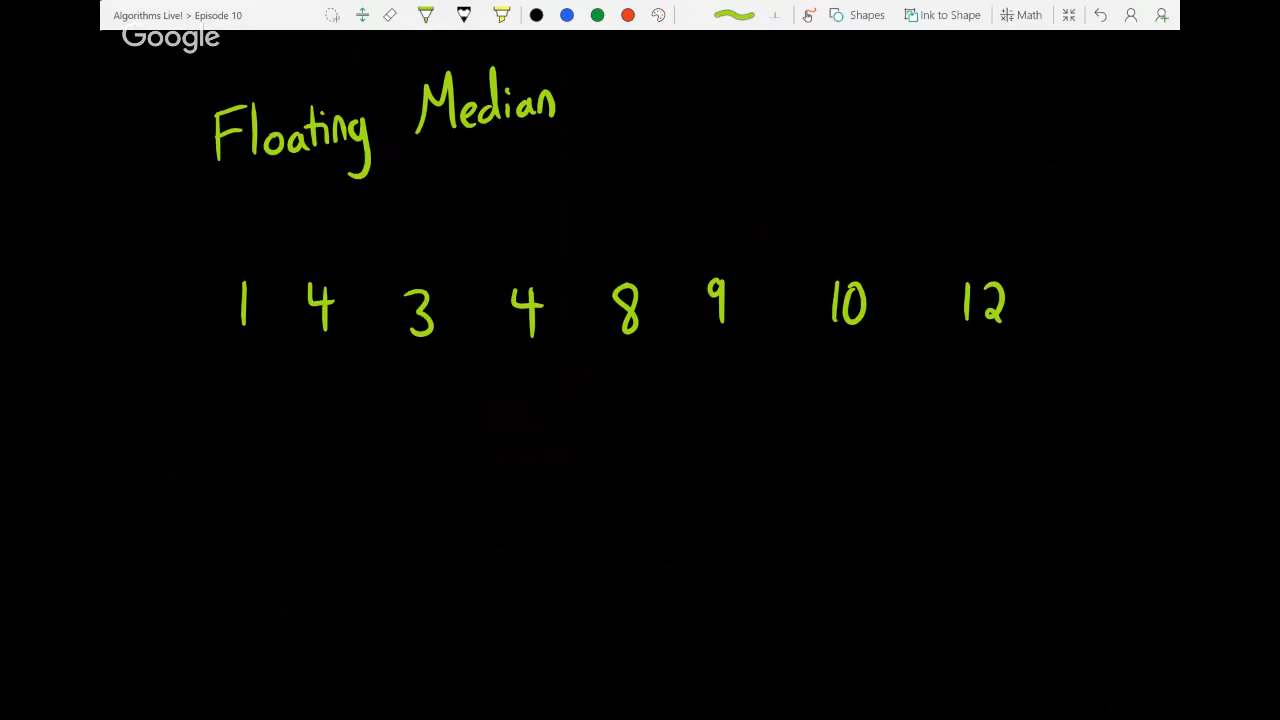 Algorithms Live! > Episode 10 Shapes Ink to Shape Math
Google
Floating Median
1 4 3 4 8 9 10 12